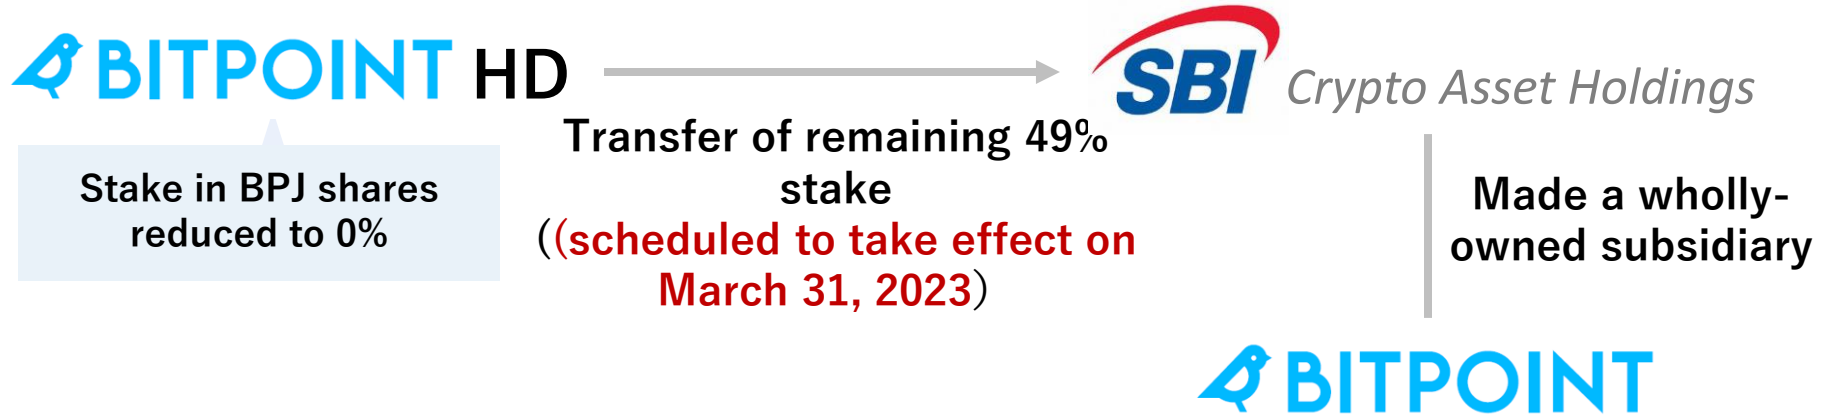 BITPOINT HD
SBI Crypto Asset Holdings
Transfer of remaining 49%
stake
((scheduled to take effect on
March 31, 2023)
Stake in BPJ shares
reduced to 0%
Made a wholly-
owned subsidiary
BITPOINT